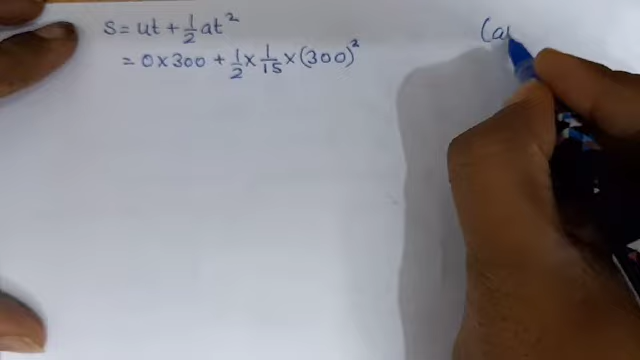 S = ut + 1/2 at²
= 0 × 300 + 1/2 × 1/15 × (300)²
(a